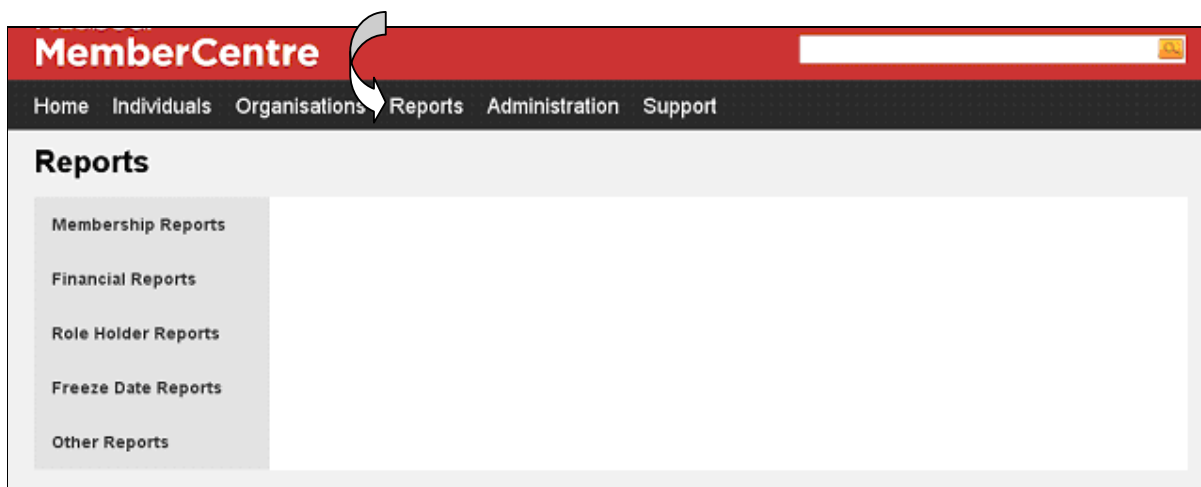 MemberCentre
Home Individuals Organisations Reports Administration Support
Reports
Membership Reports
Financial Reports
Role Holder Reports
Freeze Date Reports
Other Reports